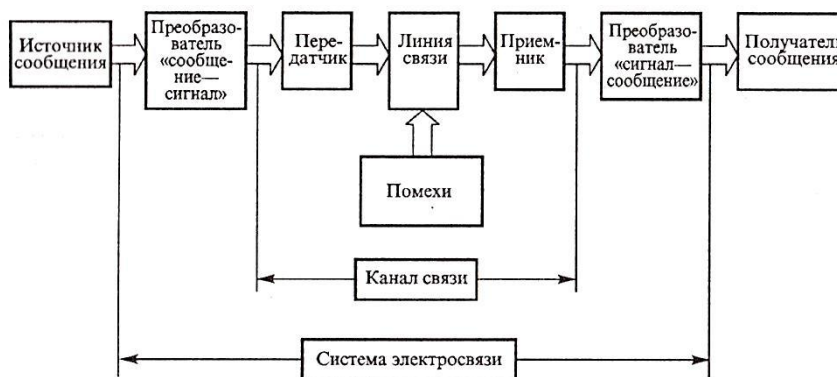 Источник
сообщения
Преобразо-
ватель
«сообще-
ние—
сигнал»
Пере-
датчик
Линия
связи
Прием-
ник
Преобразо-
ватель
«сигнал—
сообщение»
Получатель
сообщения
Помехи
Канал связи
Система электросвязи